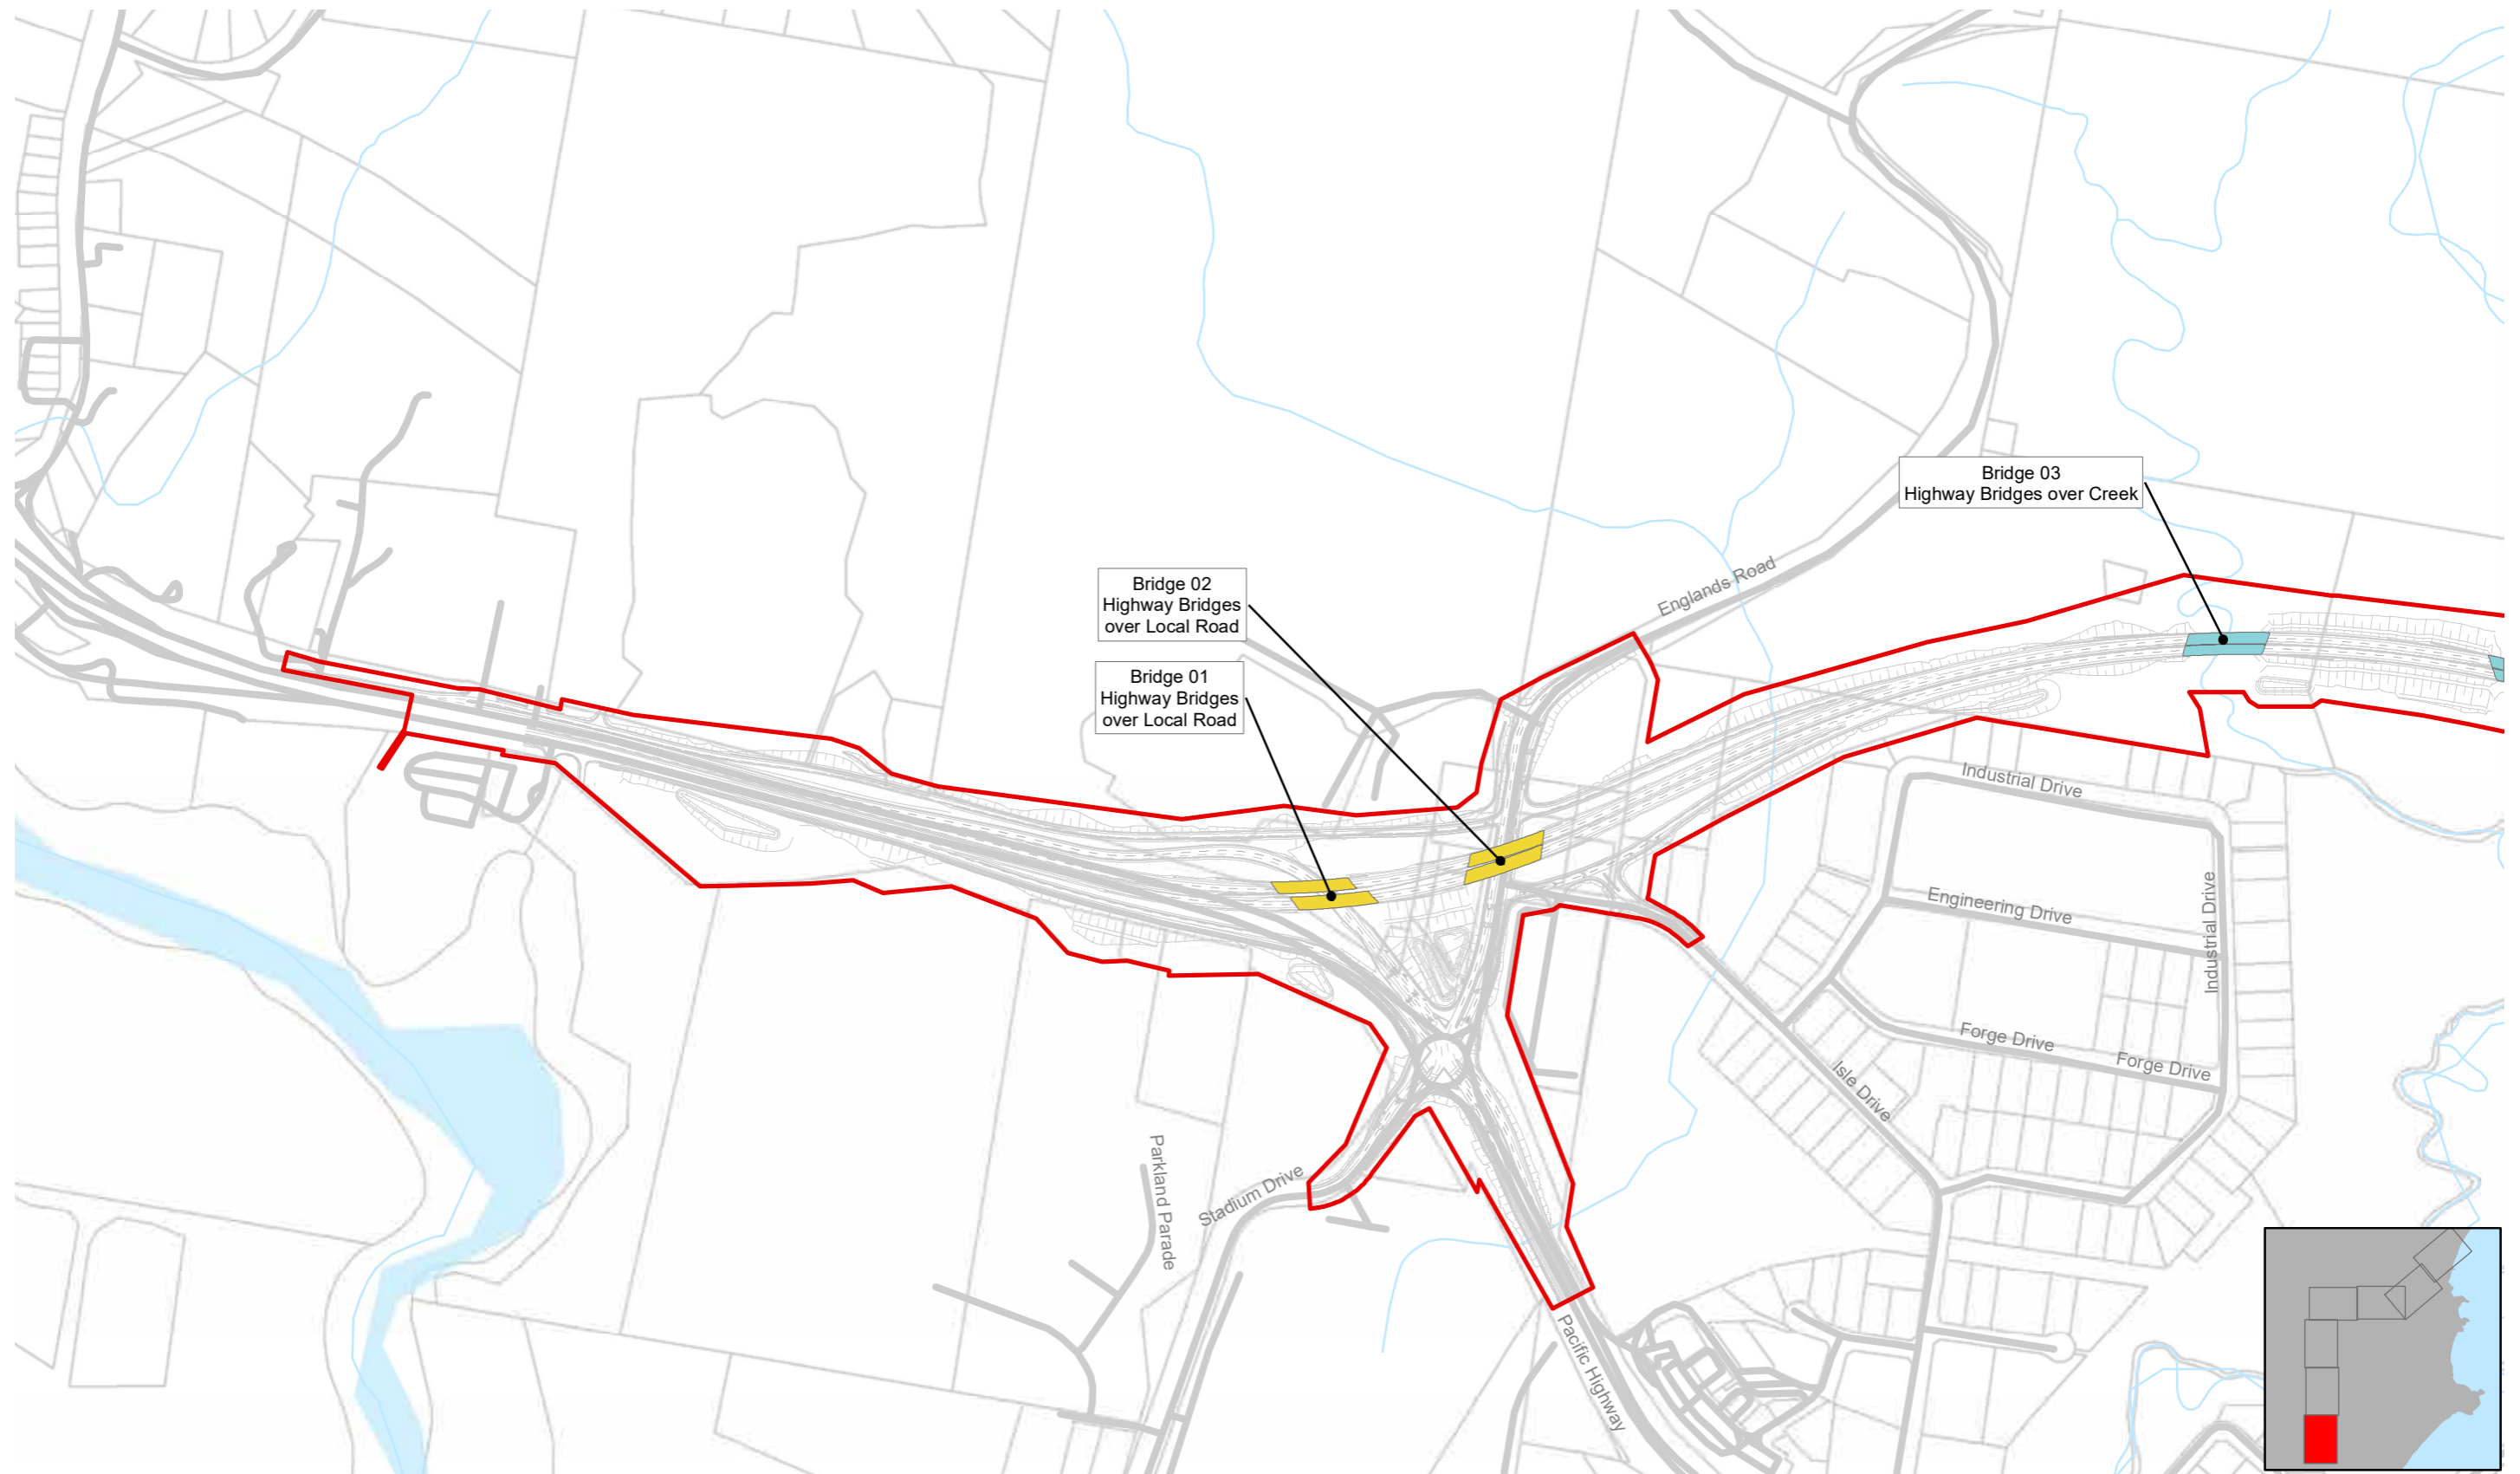 Bridge 03
Highway Bridges over Creek
Englands Road
Bridge 02
Highway Bridges
over Local Road
Bridge 01
Highway Bridges
over Local Road
Industrial Drive
Engineering Drive
Industrial Drive
Forge Drive
Forge Drive
Isle Drive
Parkland Parade
Stadium Drive
Pacific Highway